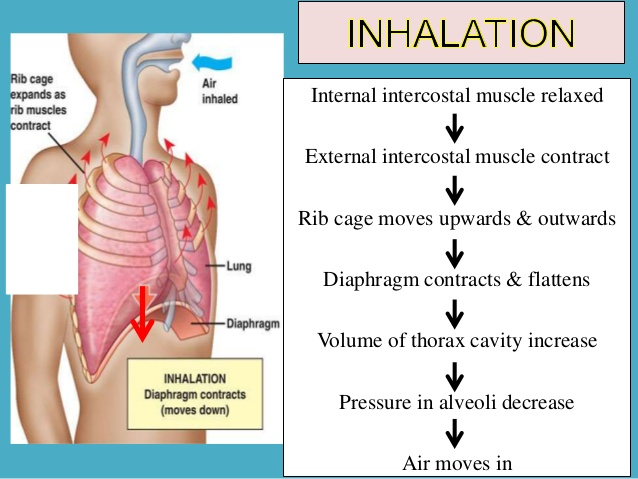 INHALATION
Rib cage
expands as
rib muscles
contract
Air
inhaled
Lung
Diaphragm
INHALATION
Diaphragm contracts
(moves down)
Internal intercostal muscle relaxed
External intercostal muscle contract
Rib cage moves upwards & outwards
Diaphragm contracts & flattens
Volume of thorax cavity increase
Pressure in alveoli decrease
Air moves in